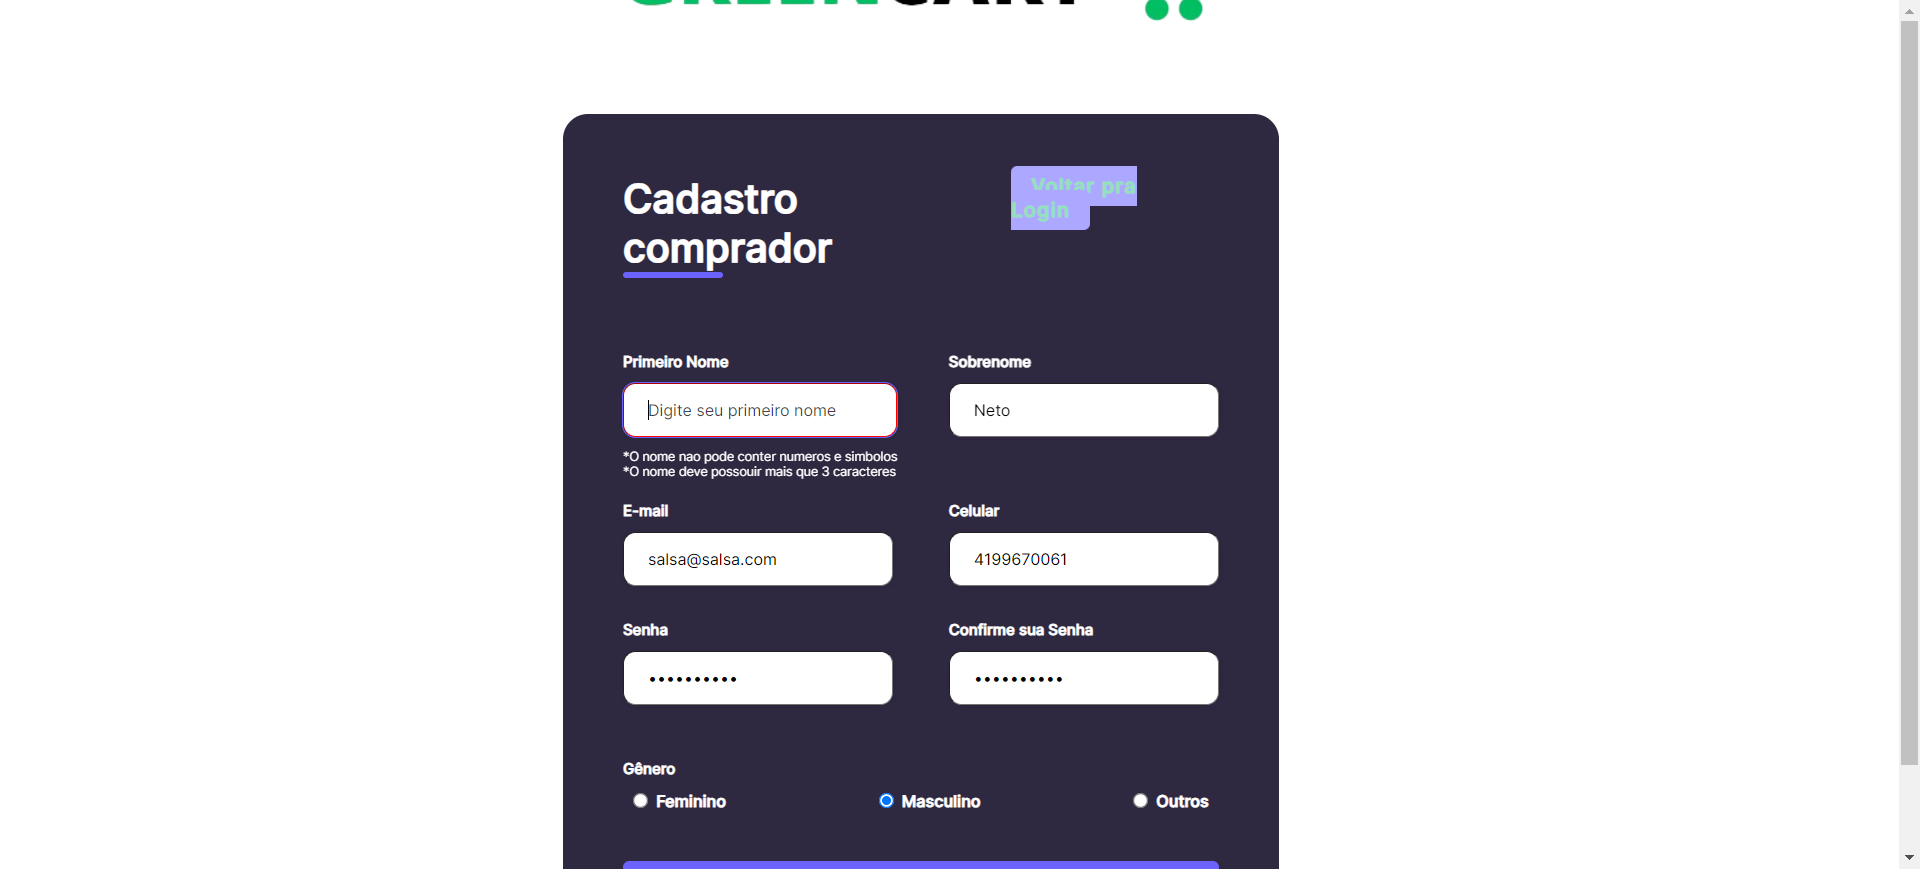 GREENCART
Cadastro
comprador
Voltar pra
Login
Primeiro Nome
Sobrenome
Digite seu primeiro nome
Neto
*O nome nao pode conter numeros e simbolos
*O nome deve possouir mais que 3 caracteres
E-mail
Celular
salsa@salsa.com
4199670061
Senha
Confirme sua Senha
••••••••••
••••••••••
Gênero
Feminino
Masculino
Outros